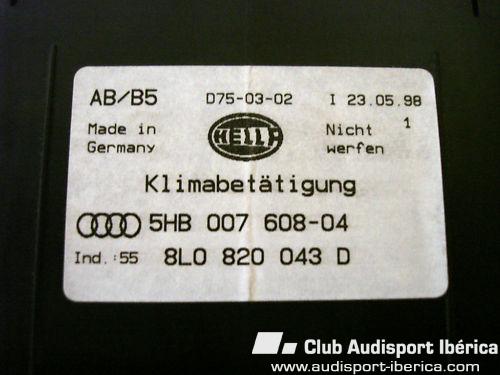 AB/B5 D75-03-02 I 23.05.98
Made in Germany HELLA Nicht werfen 1
Klimabetätigung
5HB 007 608-04
Ind.:55 8L0 820 043 D
Club Audisport Ibérica
www.audisport-iberica.com